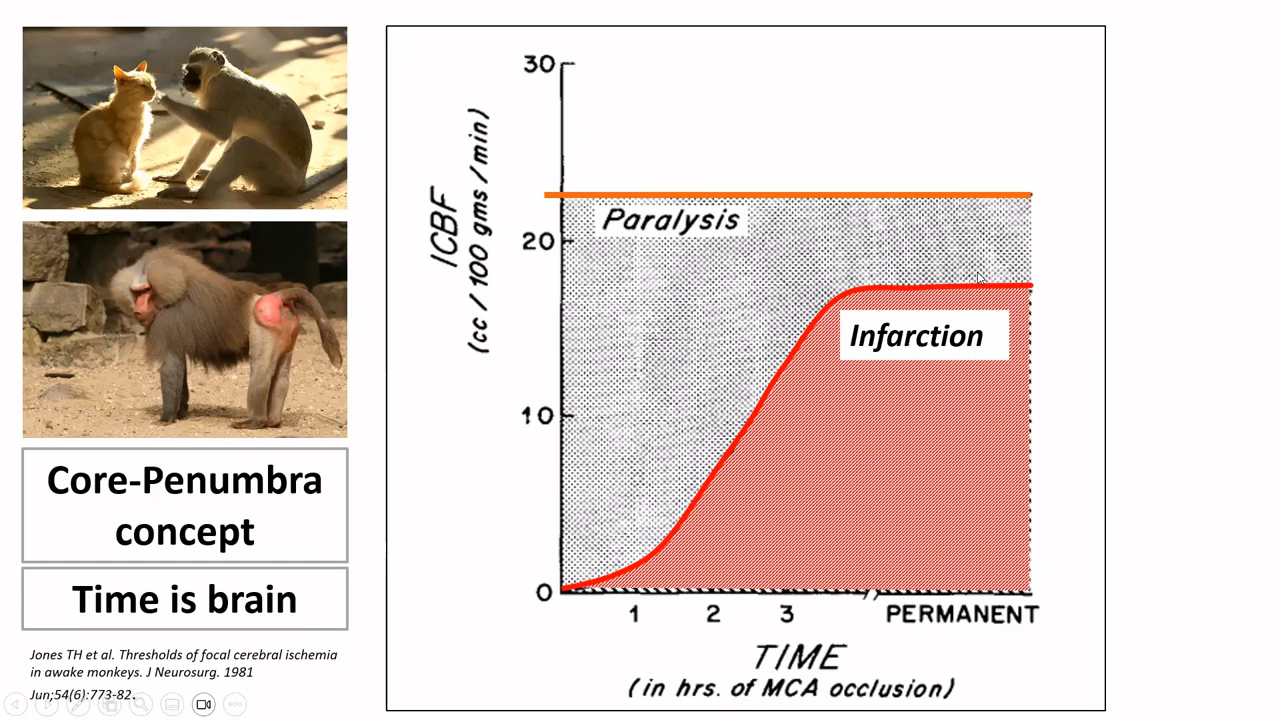 Core-Penumbra
concept
Time is brain
Jones TH et al. Thresholds of focal cerebral ischemia
in awake monkeys. J Neurosurg. 1981
Jun;54(6):773-82.
30
20
10
0
ICBF
(cc / 100 gms / min)
Paralysis
Infarction
1 2 3 PERMANENT
TIME
(in hrs. of MCA occlusion)